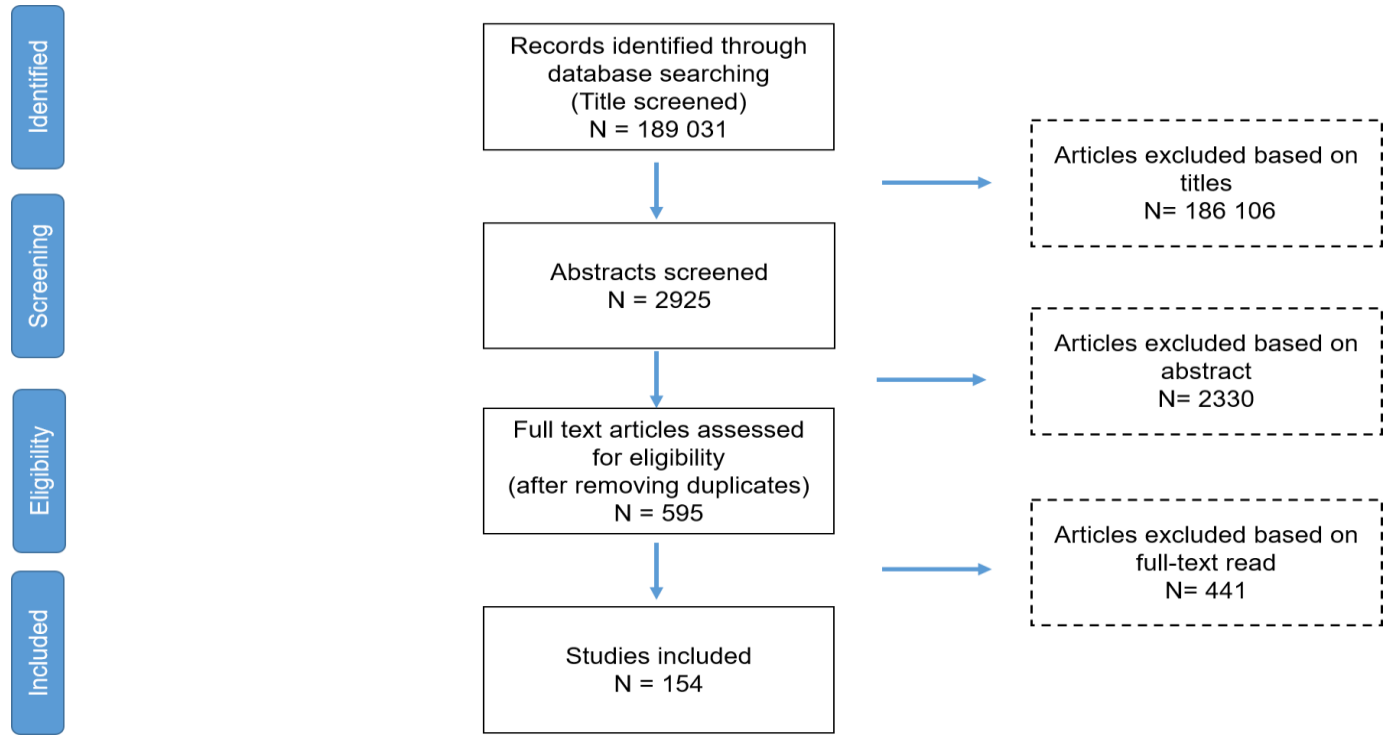 Identified
Records identified through
database searching
(Title screened)
N = 189 031
Articles excluded based on
titles
N= 186 106
Screening
Abstracts screened
N = 2925
Articles excluded based on
abstract
N= 2330
Eligibility
Full text articles assessed
for eligibility
(after removing duplicates)
N = 595
Articles excluded based on
full-text read
N= 441
Included
Studies included
N = 154